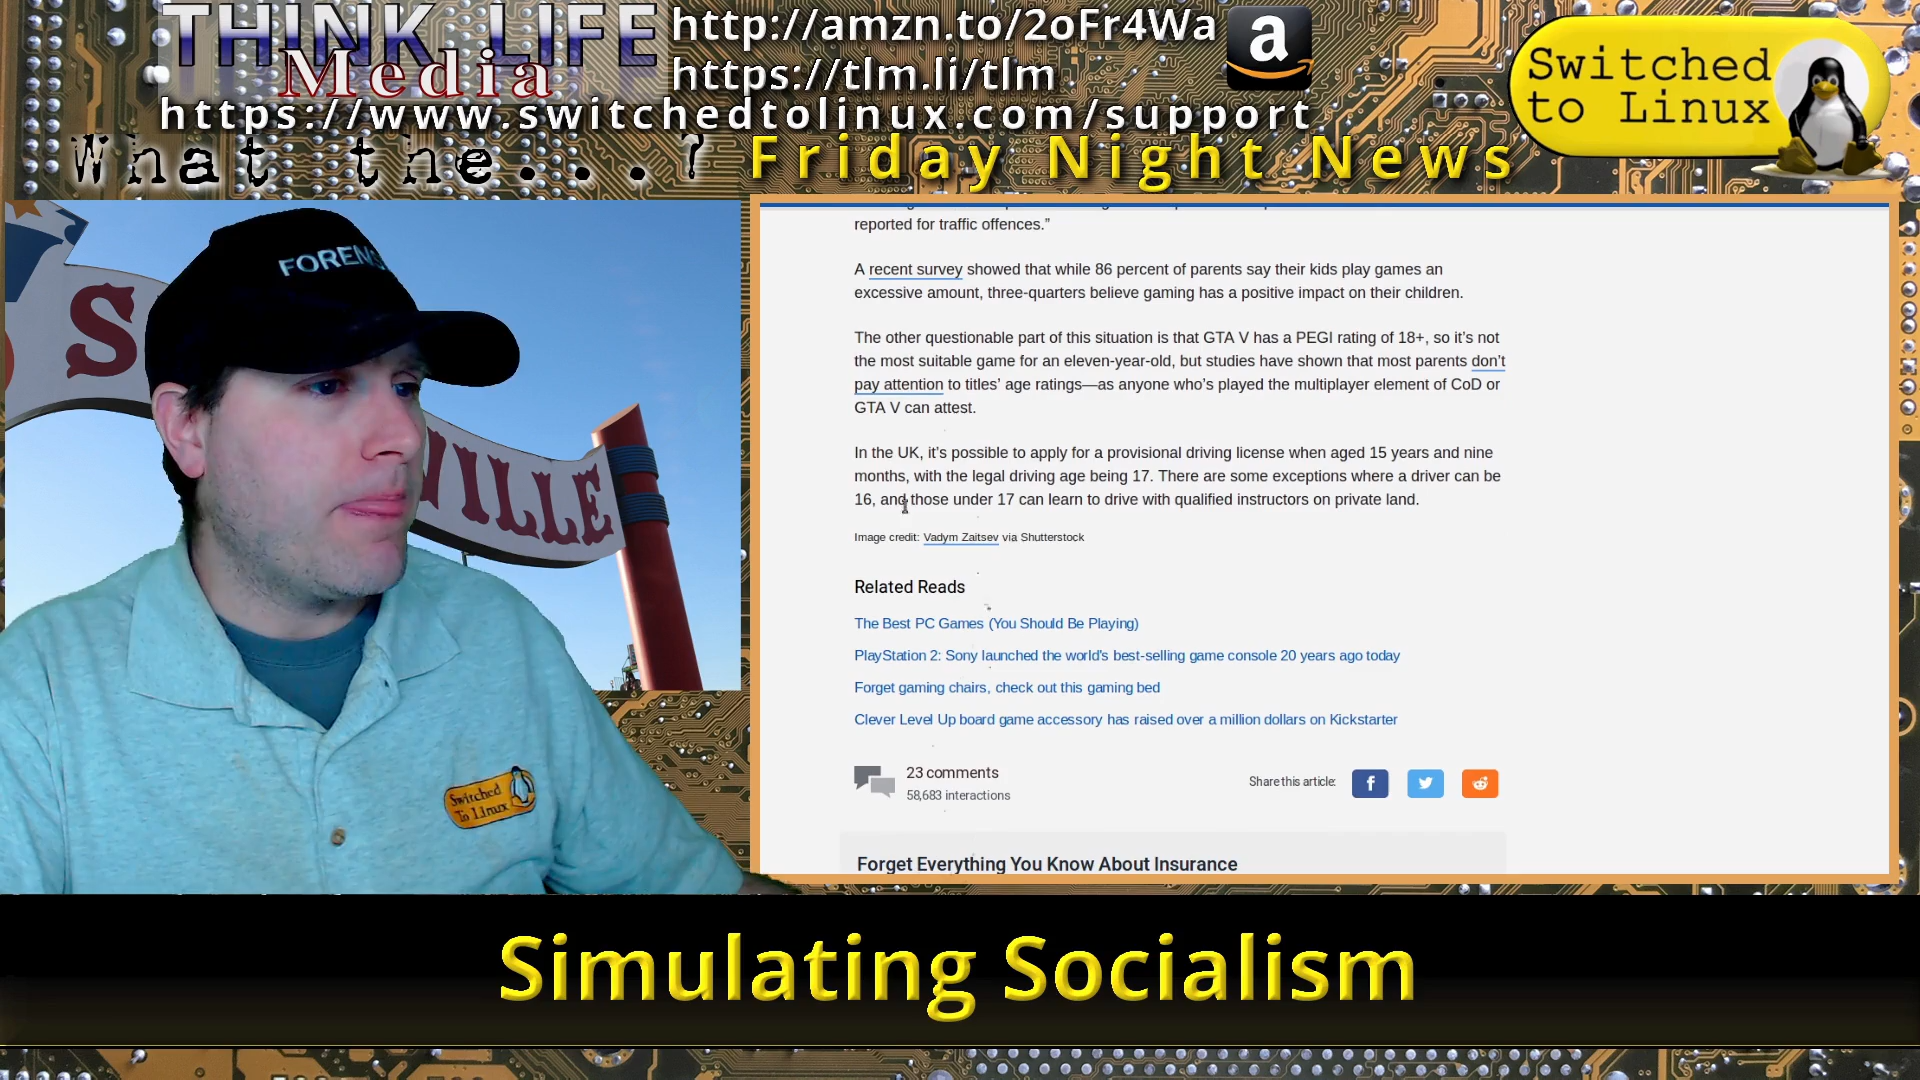 THINK LIFE
Media
http://amzn.to/2oFr4Wa
https://tlm.li/tlm
https://www.switchedtolinux.com/support
a
Switched
to Linux
What the...?
Friday Night News
S
VILLE
FORENS
Switched
To Linux
reported for traffic offences.”
A recent survey showed that while 86 percent of parents say their kids play games an
excessive amount, three-quarters believe gaming has a positive impact on their children.
The other questionable part of this situation is that GTA V has a PEGI rating of 18+, so it’s not
the most suitable game for an eleven-year-old, but studies have shown that most parents don’t
pay attention to titles’ age ratings—as anyone who’s played the multiplayer element of CoD or
GTA V can attest.
In the UK, it’s possible to apply for a provisional driving license when aged 15 years and nine
months, with the legal driving age being 17. There are some exceptions where a driver can be
16, and those under 17 can learn to drive with qualified instructors on private land.
Image credit: Vadym Zaitsev via Shutterstock
Related Reads
The Best PC Games (You Should Be Playing)
PlayStation 2: Sony launched the world's best-selling game console 20 years ago today
Forget gaming chairs, check out this gaming bed
Clever Level Up board game accessory has raised over a million dollars on Kickstarter
23 comments
58,683 interactions
Share this article:
f
Forget Everything You Know About Insurance
Simulating Socialism